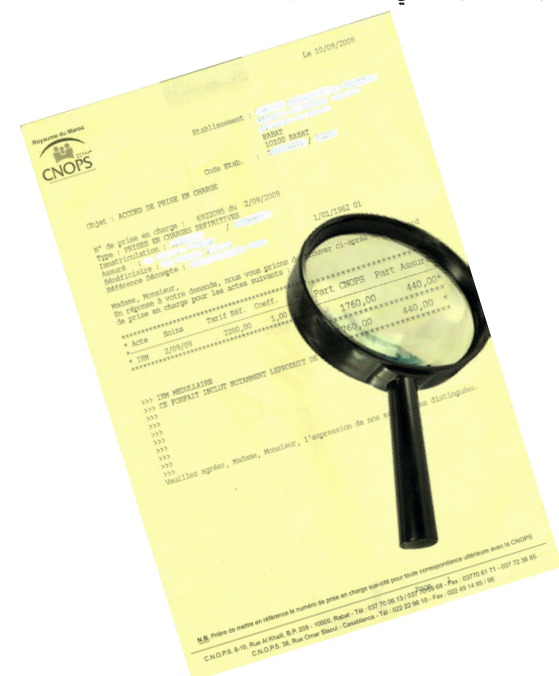 Le 10/09/2009
Royaume du Maroc
CNOPS
Etablissement :
RABAT
10100 RABAT
Code Etab. : /
Objet : ACCORD DE PRISE EN CHARGE
N° de prise en charge : 6922095 du 2/09/2009
Type : PRISES EN CHARGES DEFINITIVES
Immatriculation : /
Assuré :
Bénéficiaire : 1/01/1962 01
Référence Décompte :
Madame, Monsieur,
En réponse à votre demande, nous vous prions de trouver ci-après
de prise en charge pour les actes suivants :
* Acte Soins Tarif Réf. Coeff. Part CNOPS Part Assur
* IRM 2/09/09 2200,00 1,00 1760,00 440,00*
1760,00 440,00 *
>>> IRM MEDULLAIRE
>>> CE FORFAIT INCLUT NOTAMMENT LEPRODUIT DE
>>>
>>>
>>>
>>>
>>>
>>>
>>>
Veuillez agréer, Madame, Monsieur, l'expression de nos distinguées.
N.B. Prière de mettre en référence le numéro de prise en charge sus-cité pour toute correspondance ultérieure avec la CNOPS
C.N.O.P.S. 8-10, Rue Al Khalil, B.P. 209 - 10000, Rabat - Tél : 037 70 06 13 / 037 - Fax : 03770 61 71 - 037 72 36 85
C.N.O.P.S. 38, Rue Omar Slaoui - Casablanca - Tél : 022 22 96 10 - Fax : 022 49 14 95 / 96